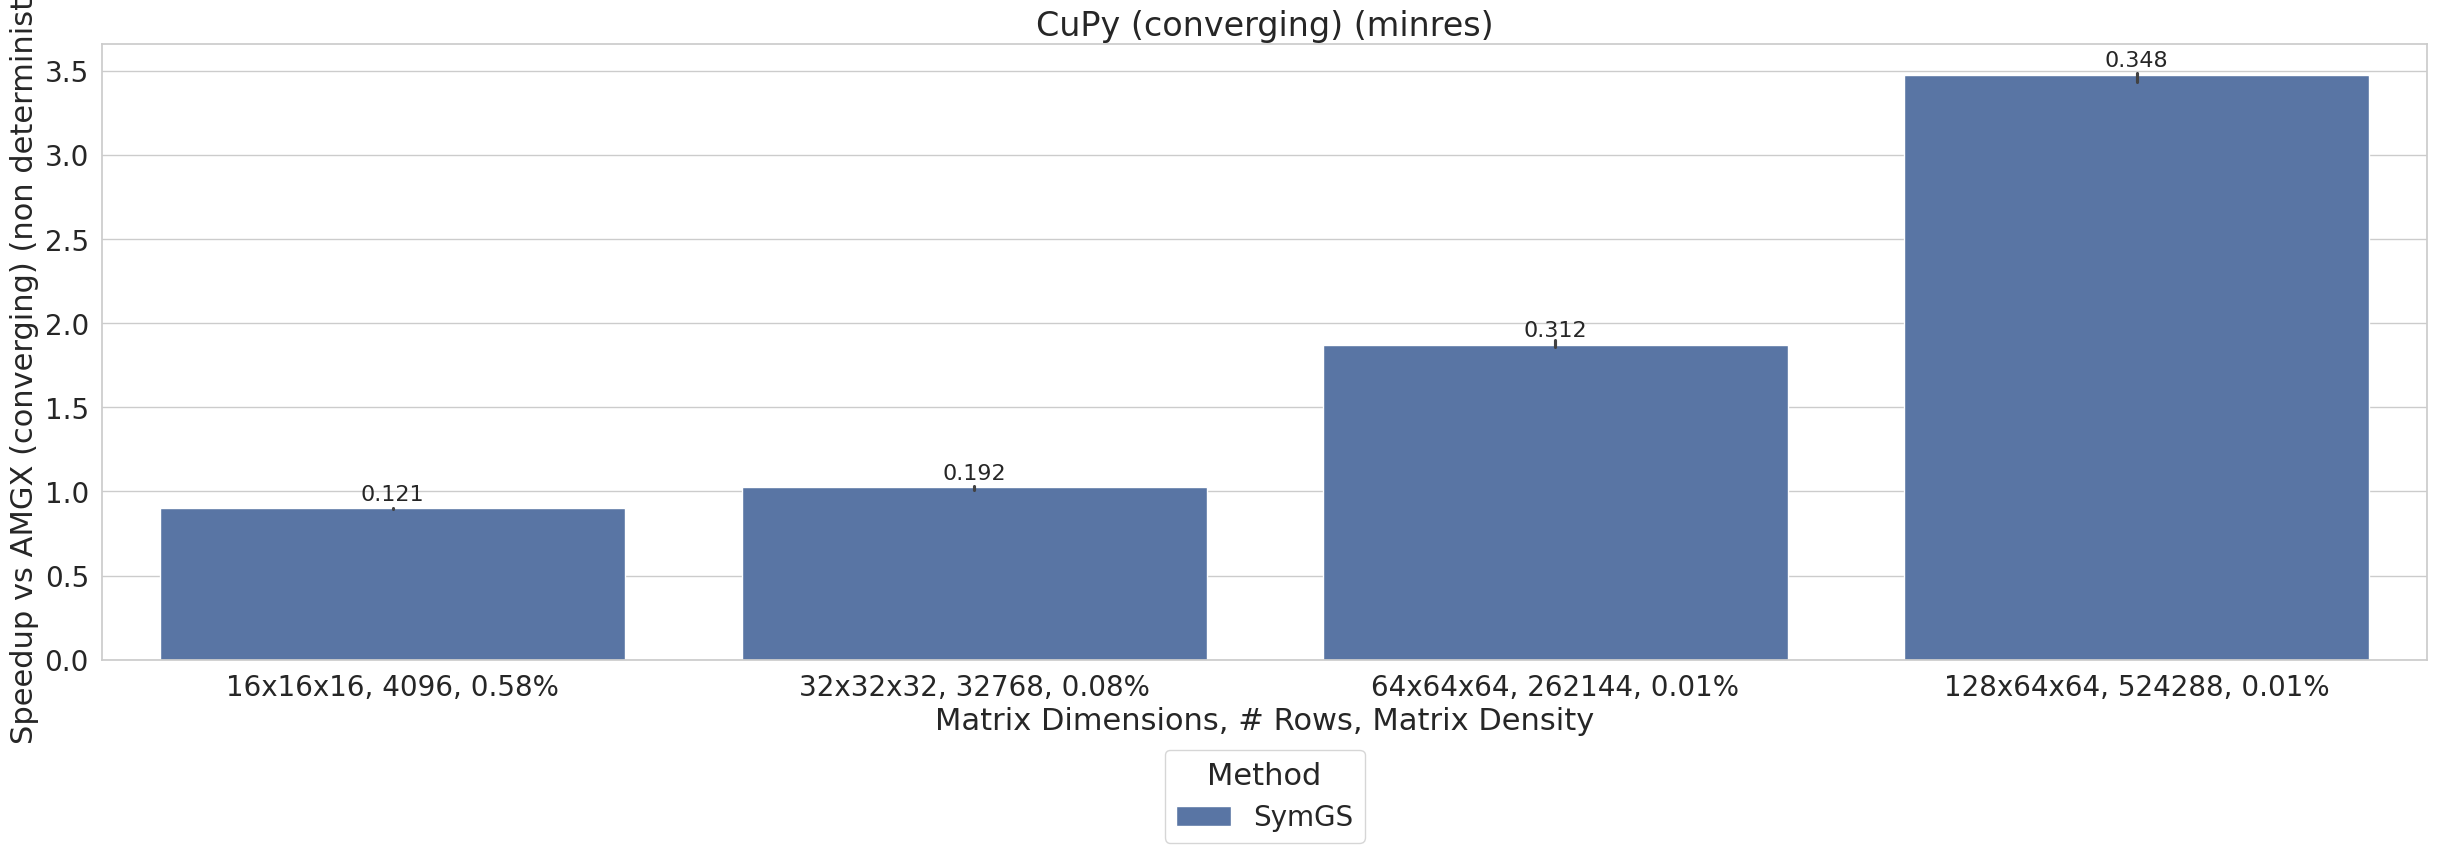 CuPy (converging) (minres)
Speedup vs AMGX (converging) (non
3.5
3.0
2.5
2.0
1.5
1.0
0.5
0.0
0.121
0.192
0.312
0.348
16x16x16, 4096, 0.58%
32x32x32, 32768, 0.08%
64x64x64, 262144, 0.01%
128x64x64, 524288, 0.01%
Matrix Dimensions, # Rows, Matrix Density
Method
SymGS